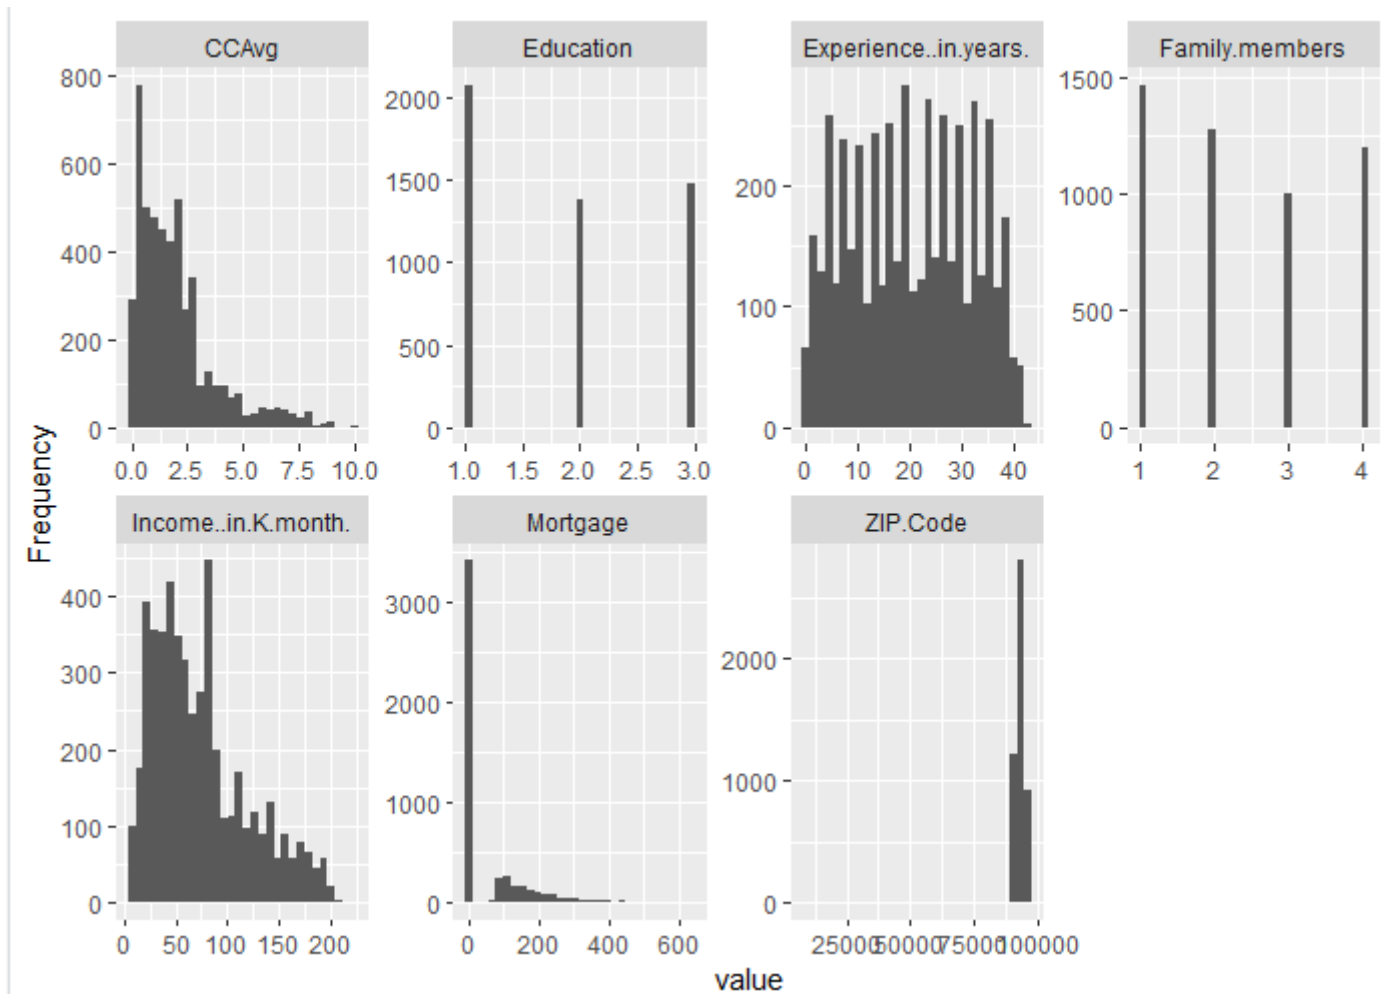 CCAvg
Education
Experience..in.years.
Family.members
800
600
400
200
0
2000
1500
1000
500
0
200
100
0
1500
1000
500
0
0.0 2.5 5.0 7.5 10.0
1.0 1.5 2.0 2.5 3.0
0 10 20 30 40
1 2 3 4
Frequency
Income..in.K.month.
Mortgage
ZIP.Code
400
300
200
100
0
3000
2000
1000
0
2000
1000
0
0 50 100 150 200
0 200 400 600
25000 50000 75000 100000
value